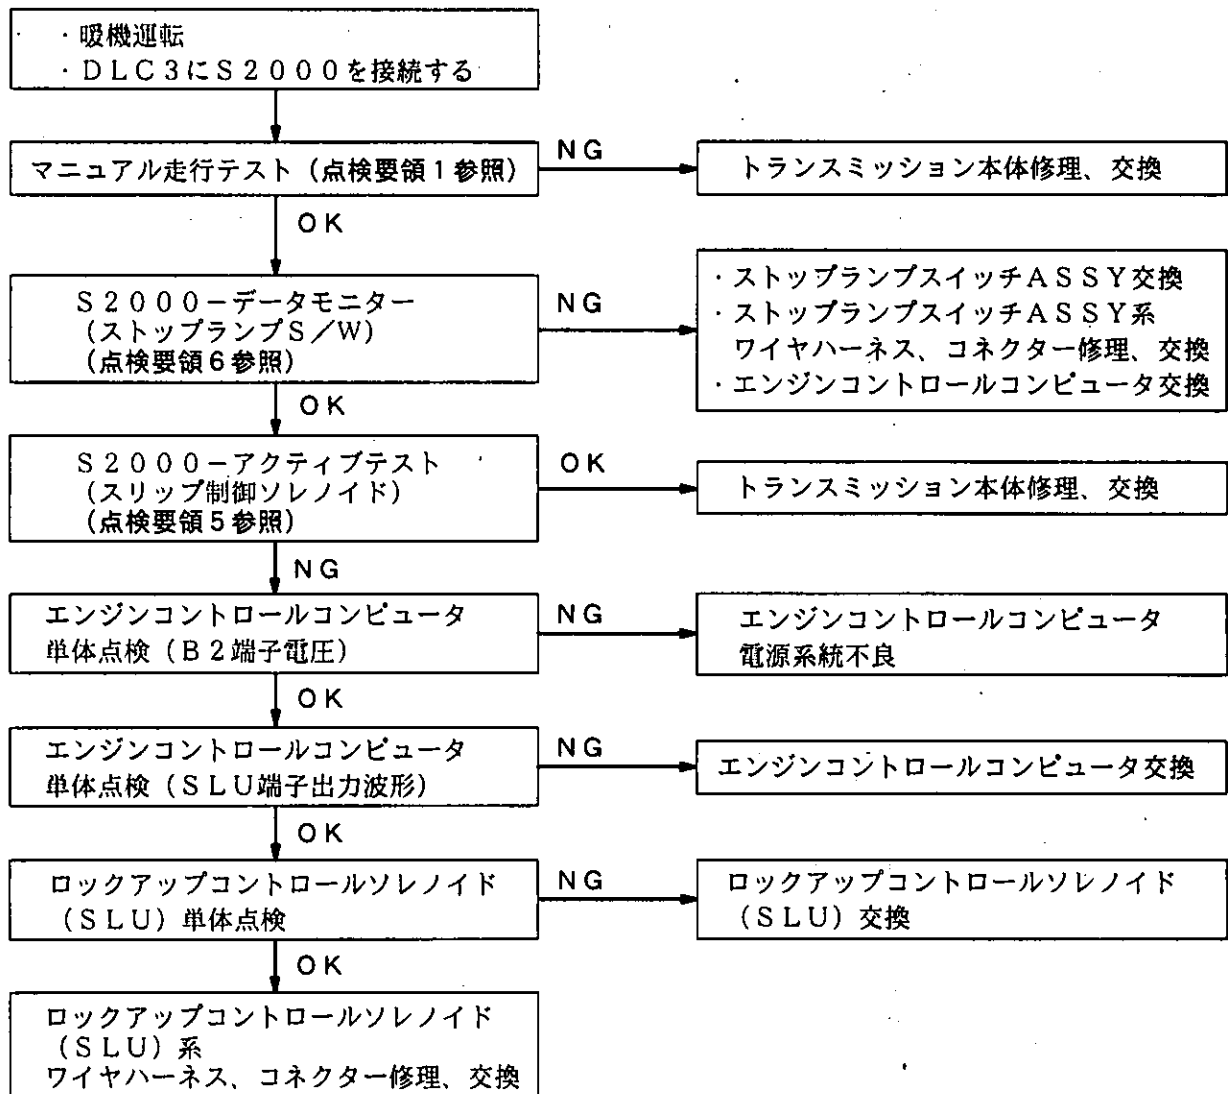 ・暖機運転
・DLC3にS2000を接続する
マニュアル走行テスト(点検要領1参照)
NG
トランスミッション本体修理、交換
OK
S2000-データモニター
(ストップランプS/W)
(点検要領6参照)
NG
・ストップランプスイッチASSY交換
・ストップランプスイッチASSY系
ワイヤハーネス、コネクター修理、交換
・エンジンコントロールコンピュータ交換
OK
S2000-アクティブテスト
(スリップ制御ソレノイド)
(点検要領5参照)
OK
トランスミッション本体修理、交換
NG
エンジンコントロールコンピュータ
単体点検(B2端子電圧)
NG
エンジンコントロールコンピュータ
電源系統不良
OK
エンジンコントロールコンピュータ
単体点検(SLU端子出力波形)
NG
エンジンコントロールコンピュータ交換
OK
ロックアップコントロールソレノイド
(SLU)単体点検
NG
ロックアップコントロールソレノイド
(SLU)交換
OK
ロックアップコントロールソレノイド
(SLU)系
ワイヤハーネス、コネクター修理、交換